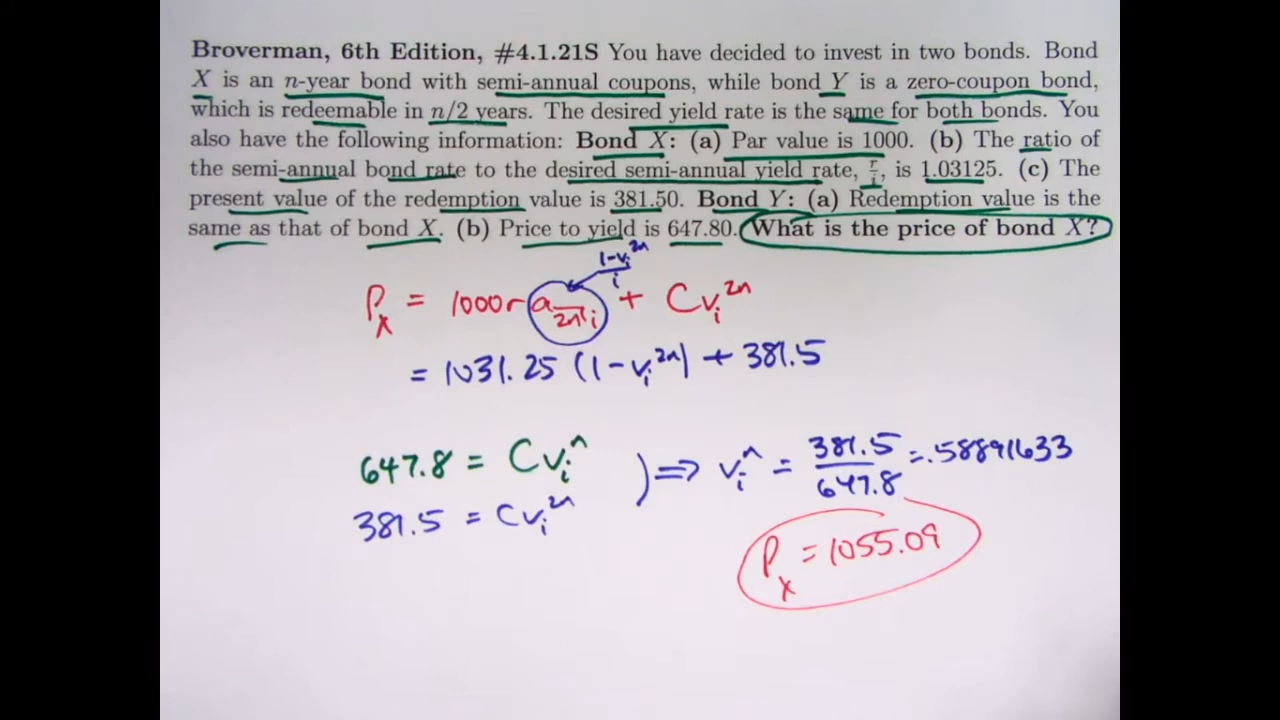 Broverman, 6th Edition, #4.1.21S You have decided to invest in two bonds. Bond
X is an n-year bond with semi-annual coupons, while bond Y is a zero-coupon bond,
which is redeemable in n/2 years. The desired yield rate is the same for both bonds. You
also have the following information: Bond X: (a) Par value is 1000. (b) The ratio of
the semi-annual bond rate to the desired semi-annual yield rate, r/i, is 1.03125. (c) The
present value of the redemption value is 381.50. Bond Y: (a) Redemption value is the
same as that of bond X. (b) Price to yield is 647.80. What is the price of bond X?
(1-v_i^2n)/i
P_X = 1000r a_2n|i + Cv_i^2n
= 1031.25 (1-v_i^2n) + 381.5
647.8 = Cv_i^n
381.5 = Cv_i^2n
) ⇒ v_i^n = 381.5/647.8 = .58891633
P_X = 1055.09